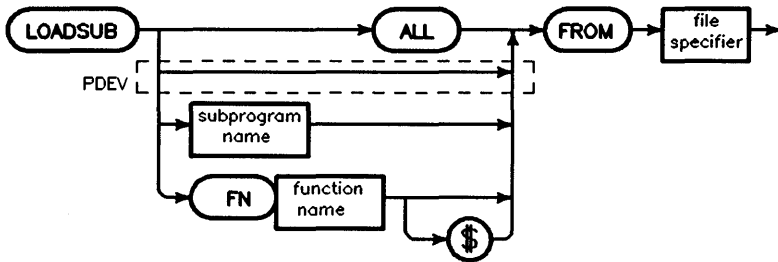 LOADSUB
ALL
FROM
file
specifier
PDEV
subprogram
name
FN
function
name
$